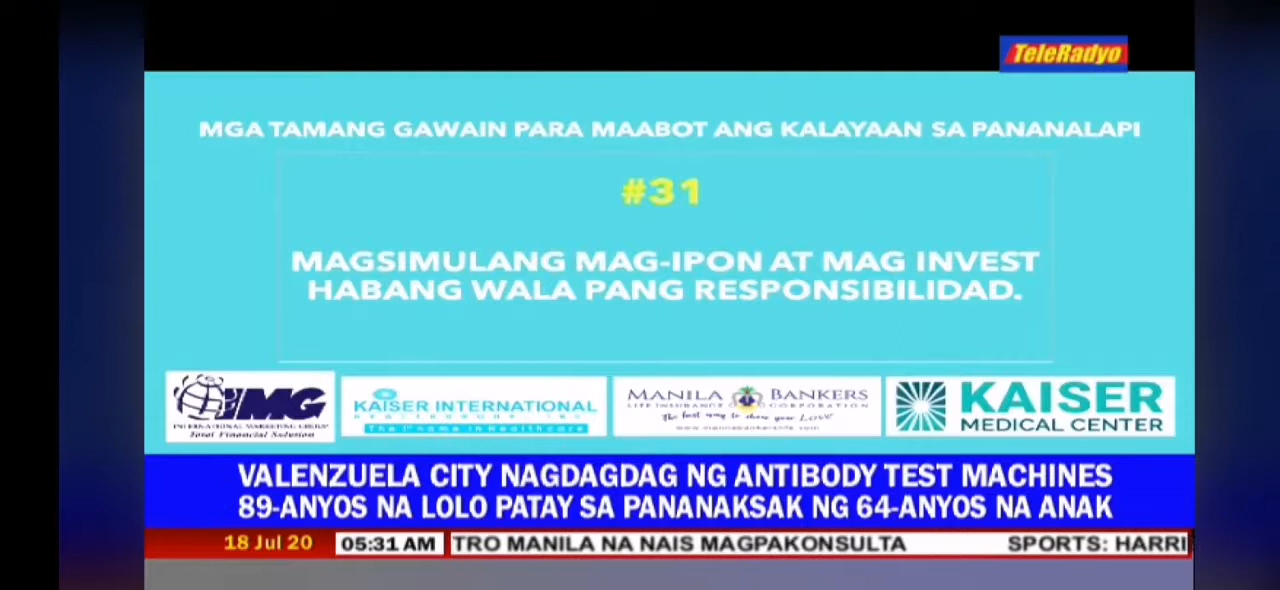 TeleRadyo
MGA TAMANG GAWAIN PARA MAABOT ANG KALAYAAN SA PANANALAPI
#31
MAGSIMULANG MAG-IPON AT MAG INVEST
HABANG WALA PANG RESPONSIBILIDAD.
IMG
INTERNATIONAL MARKETING GROUP
Total Financial Solution
KAISER INTERNATIONAL
HEALTHGROUP INC
The 1st name in Healthcare
MANILA BANKERS
LIFE INSURANCE CORPORATION
The best way to show your LOVE
www.manilabankerslife.com
KAISER
MEDICAL CENTER
VALENZUELA CITY NAGDAGDAG NG ANTIBODY TEST MACHINES
89-ANYOS NA LOLO PATAY SA PANANAKSAK NG 64-ANYOS NA ANAK
18 Jul 20 05:31 AM TRO MANILA NA NAIS MAGPAKONSULTA SPORTS: HARRI